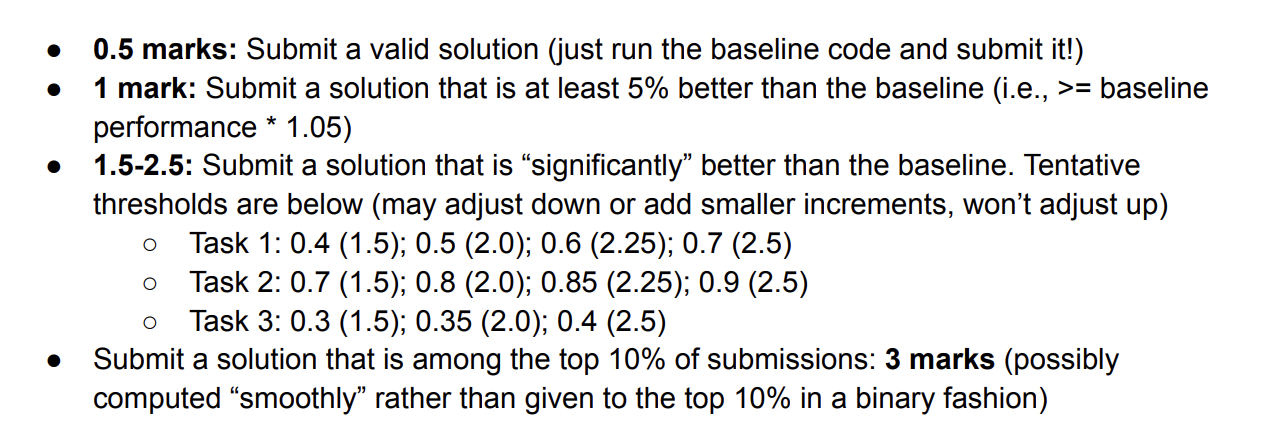 ● 0.5 marks: Submit a valid solution (just run the baseline code and submit it!)
● 1 mark: Submit a solution that is at least 5% better than the baseline (i.e., >= baseline
performance * 1.05)
● 1.5-2.5: Submit a solution that is “significantly” better than the baseline. Tentative
thresholds are below (may adjust down or add smaller increments, won’t adjust up)
○ Task 1: 0.4 (1.5); 0.5 (2.0); 0.6 (2.25); 0.7 (2.5)
○ Task 2: 0.7 (1.5); 0.8 (2.0); 0.85 (2.25); 0.9 (2.5)
○ Task 3: 0.3 (1.5); 0.35 (2.0); 0.4 (2.5)
● Submit a solution that is among the top 10% of submissions: 3 marks (possibly
computed “smoothly” rather than given to the top 10% in a binary fashion)